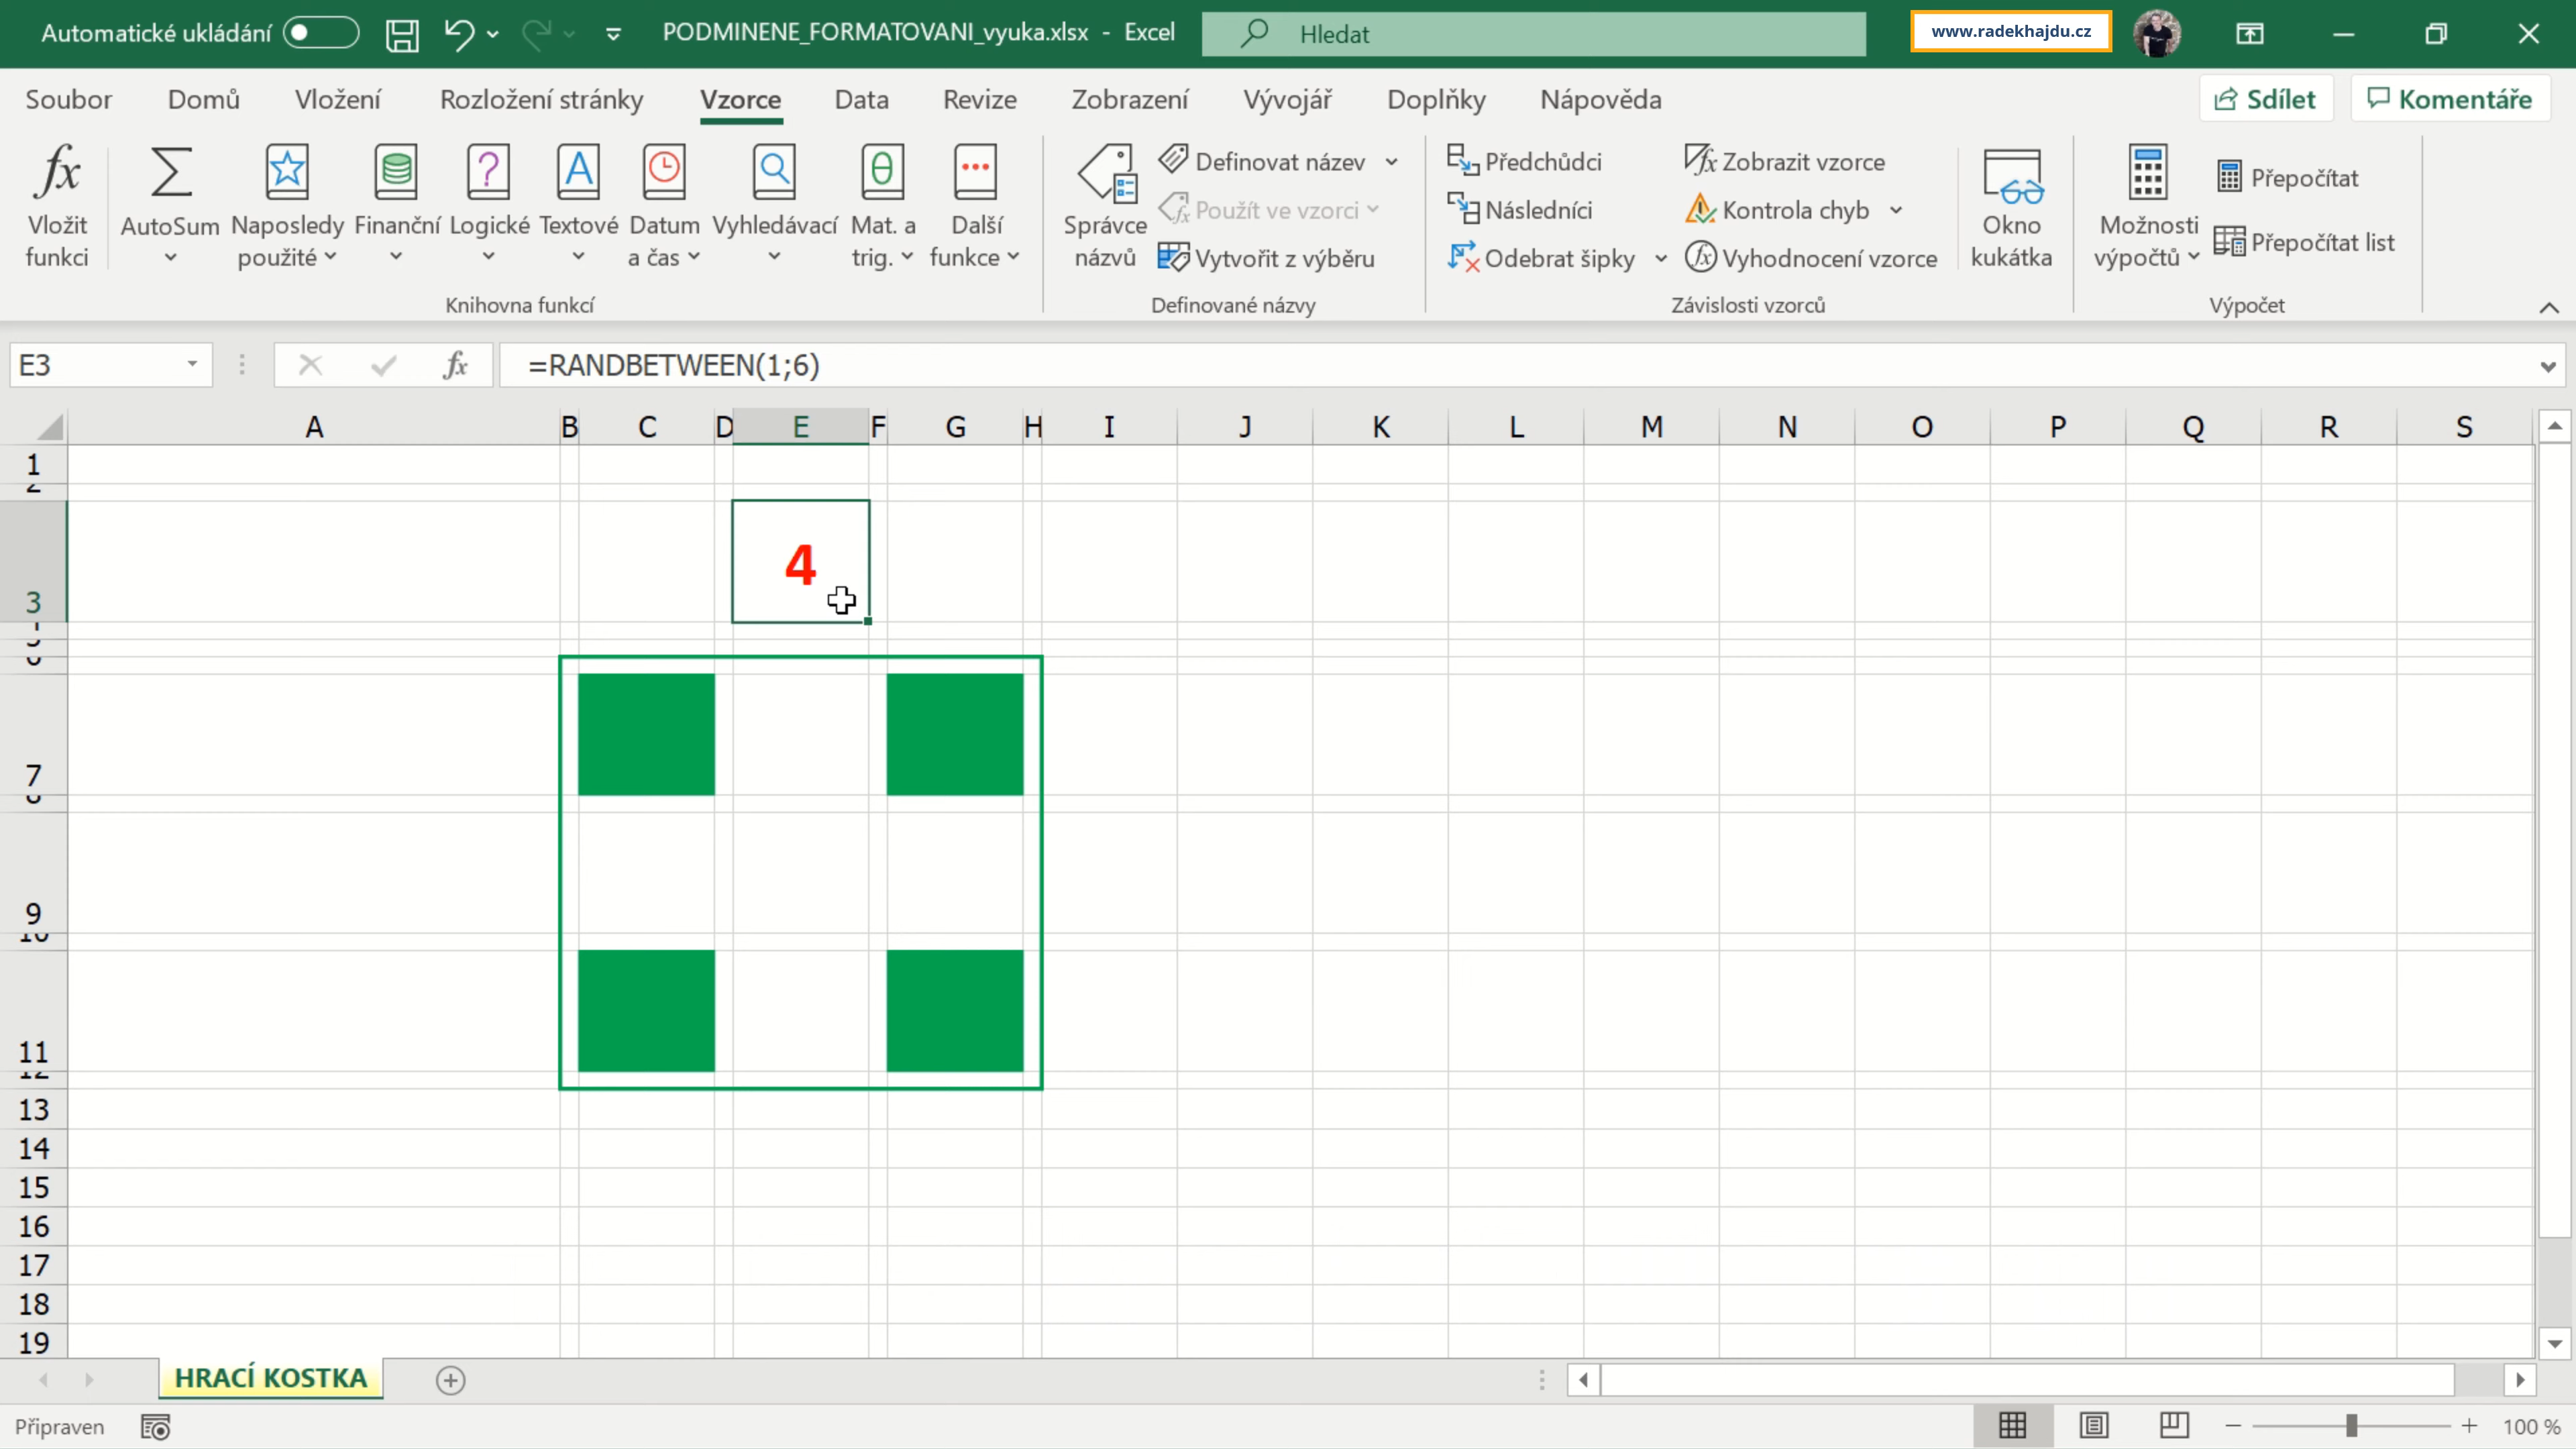 Automatické ukládání
PODMINENE_FORMATOVANI_vyuka.xlsx - Excel
Hledat
www.radekhajdu.cz
Soubor Domů Vložení Rozložení stránky Vzorce Data Revize Zobrazení Vývojář Doplňky Nápověda
Sdílet Komentáře
Vložit funkci
AutoSum
Naposledy použité
Finanční
Logické
Textové
Datum a čas
Vyhledávací
Mat. a trig.
Další funkce
Knihovna funkcí
Správce názvů
Definovat název
Použít ve vzorci
Vytvořit z výběru
Definované názvy
Předchůdci
Následníci
Odebrat šipky
Zobrazit vzorce
Kontrola chyb
Vyhodnocení vzorce
Závislosti vzorců
Okno kukátka
Možnosti výpočtů
Přepočítat
Přepočítat list
Výpočet
E3
fx
=RANDBETWEEN(1;6)
A B C D E F G H I J K L M N O P Q R S
1
2
3
4
7
9
10
11
12
13
14
15
16
17
18
19
HRACÍ KOSTKA
Připraven
100 %